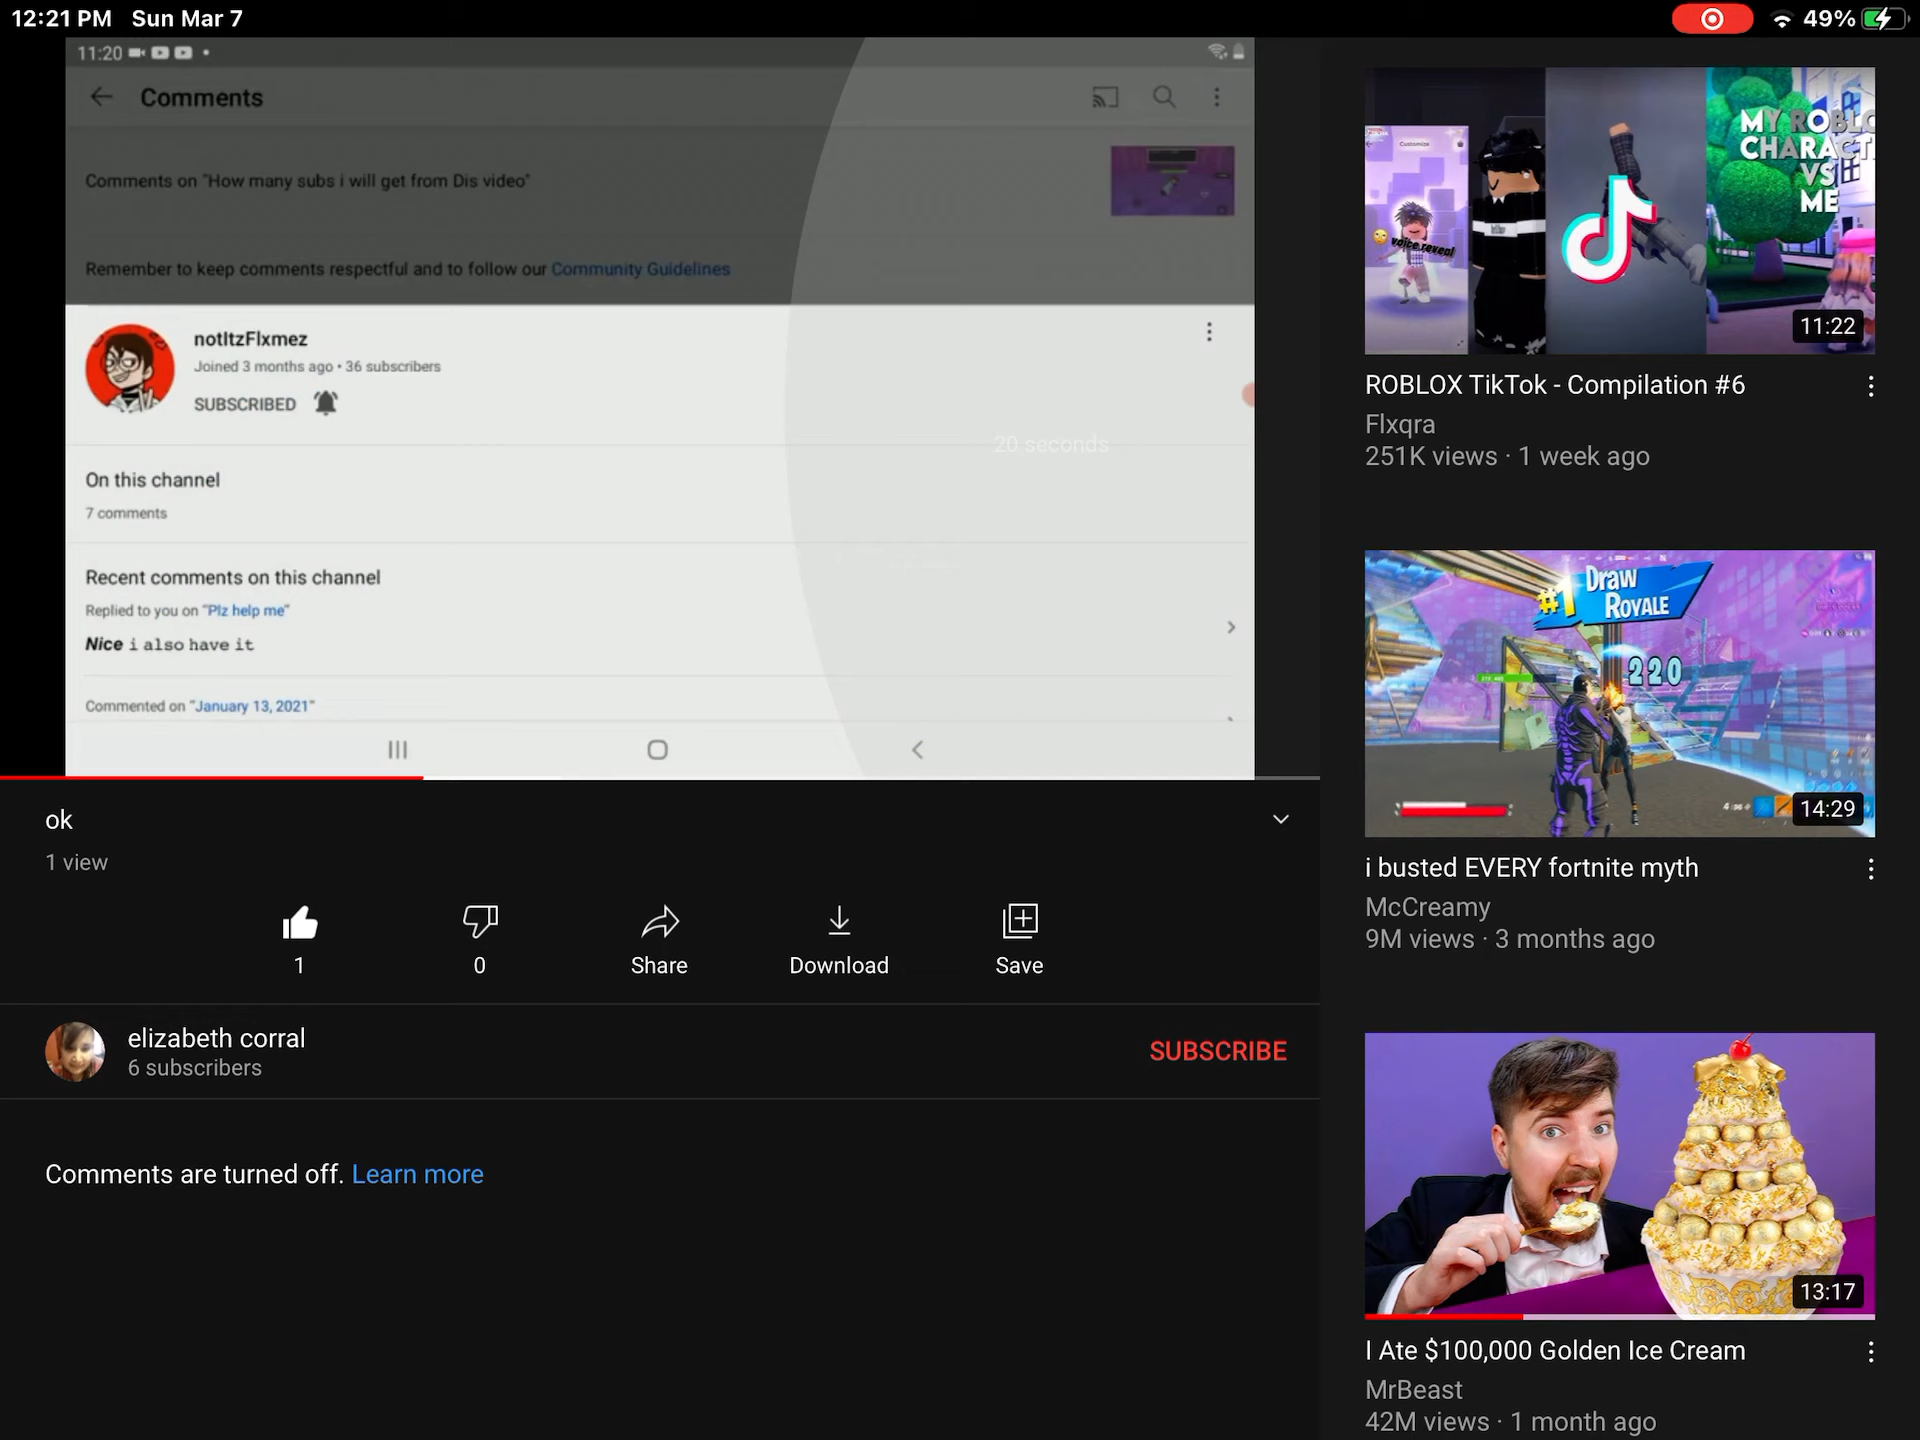 12:21 PM Sun Mar 7
49%
11:20
Comments
Comments on "How many subs i will get from Dis video"
Remember to keep comments respectful and to follow our Community Guidelines
notItzFlxmez
Joined 3 months ago • 36 subscribers
SUBSCRIBED
20 seconds
On this channel
7 comments
Recent comments on this channel
Replied to you on "Plz help me"
Nice i also have it
Commented on "January 13, 2021"
ok
1 view
1
0
Share
Download
Save
elizabeth corral
6 subscribers
SUBSCRIBE
Comments are turned off. Learn more
Customize
voice reveal
MY ROBLO
CHARACT
VS
ME
11:22
ROBLOX TikTok - Compilation #6
Flxqra
251K views · 1 week ago
#1 Draw
Royale
220
14:29
i busted EVERY fortnite myth
McCreamy
9M views · 3 months ago
13:17
I Ate $100,000 Golden Ice Cream
MrBeast
42M views · 1 month ago